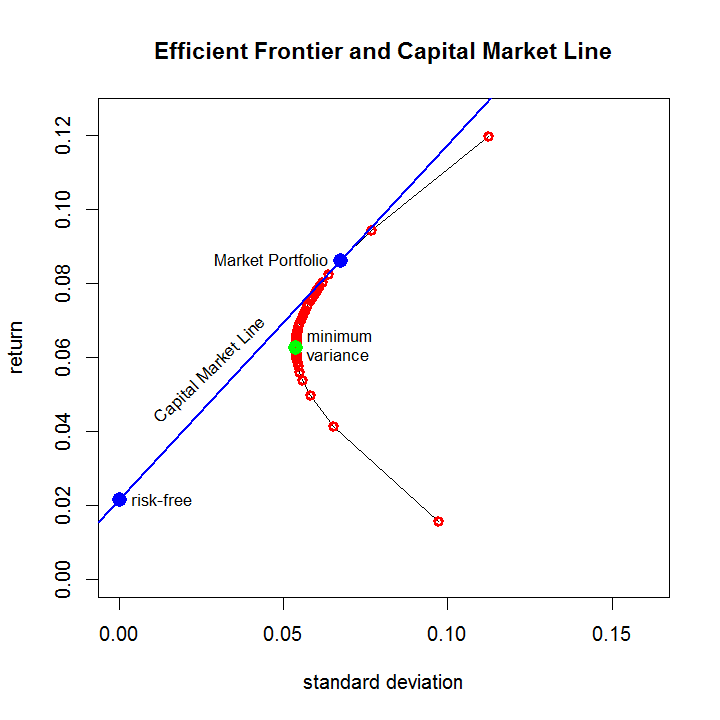 Efficient Frontier and Capital Market Line
return
0.12
0.10
0.08
0.06
0.04
0.02
0.00
Market Portfolio
minimum
variance
Capital Market Line
risk-free
0.00
0.05
0.10
0.15
standard deviation